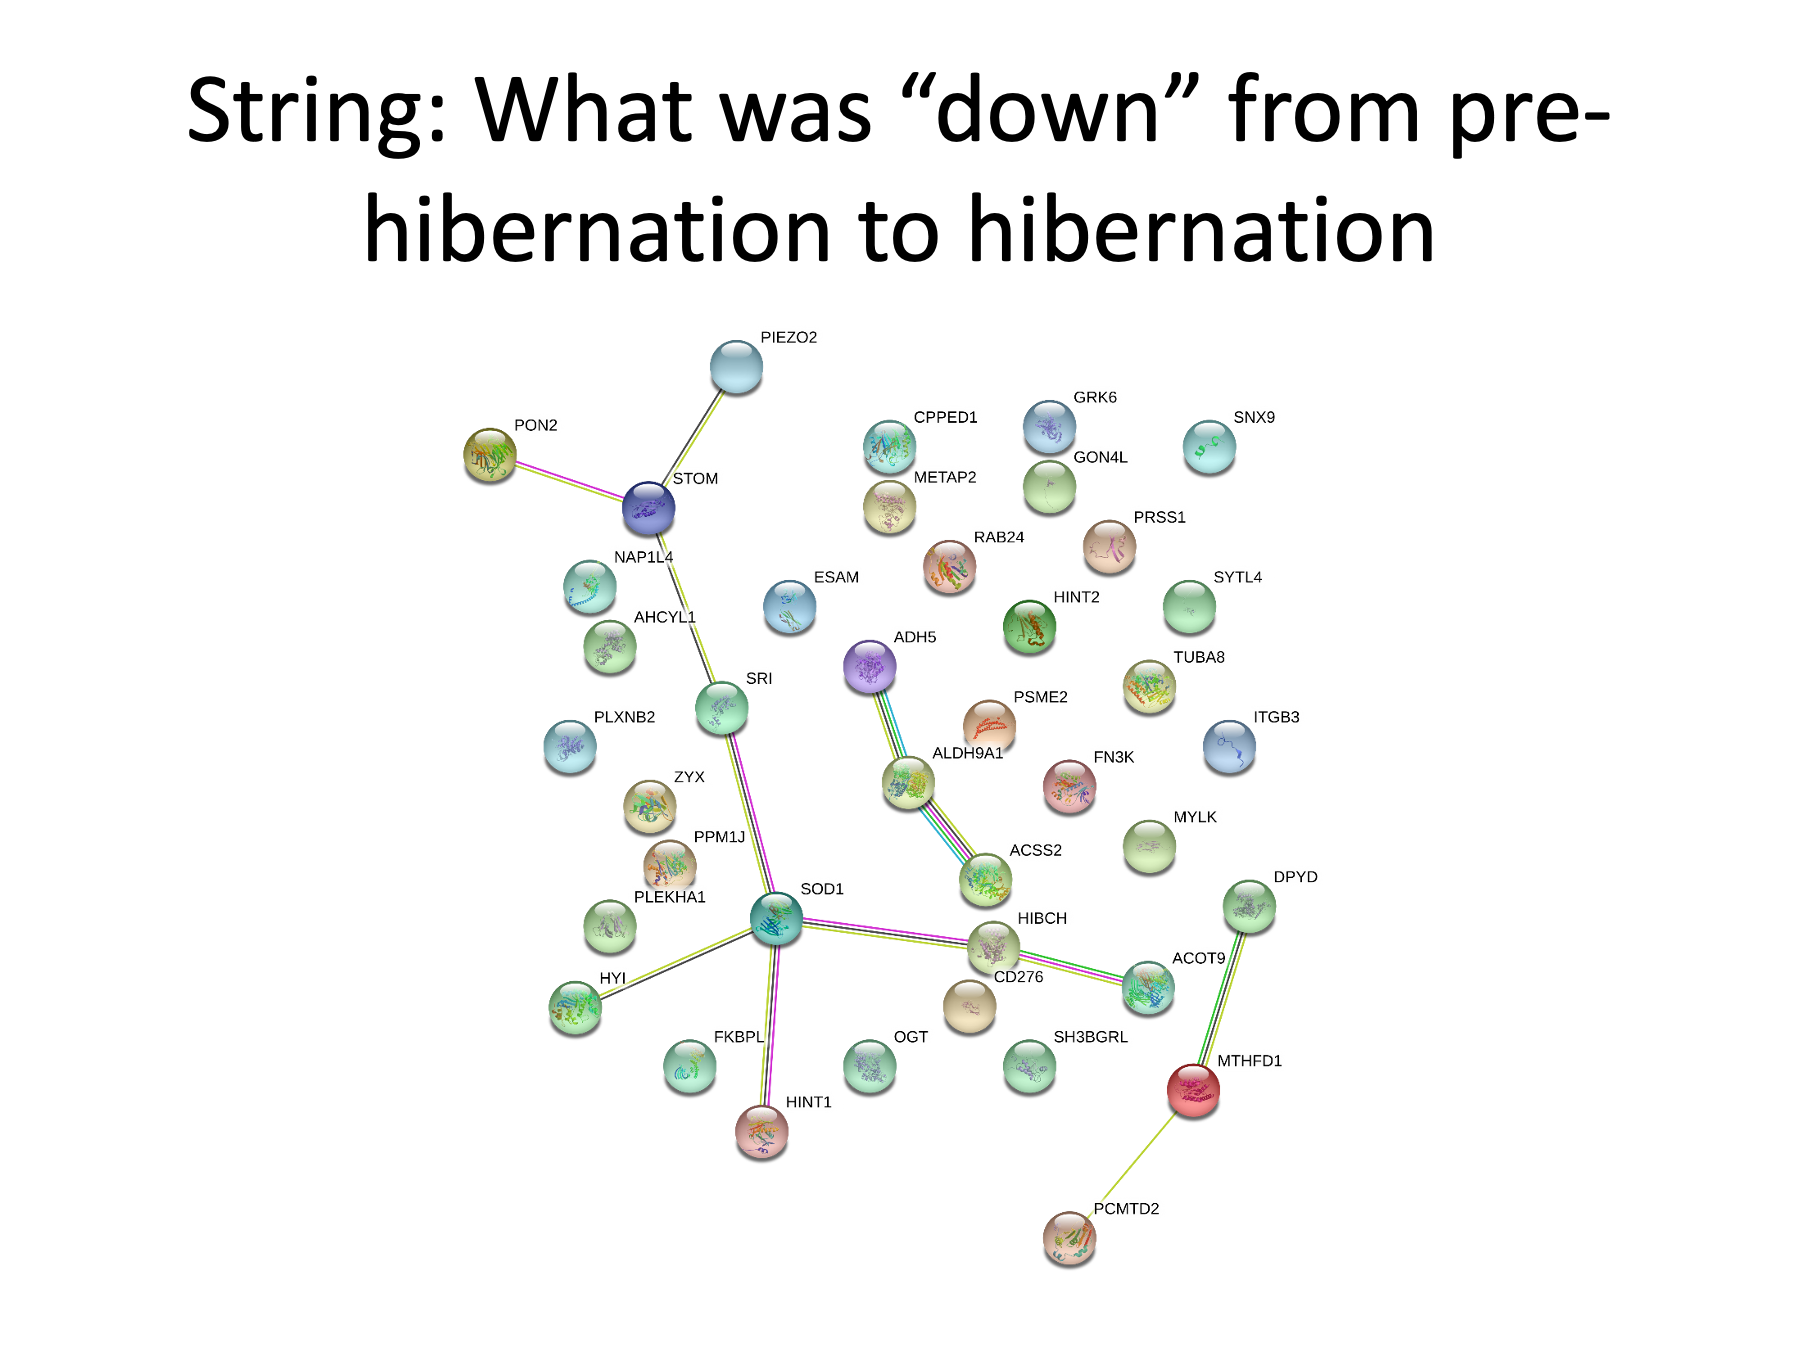 String: What was “down” from pre-
hibernation to hibernation
PIEZO2
GRK6
CPPED1
SNX9
PON2
GON4L
METAP2
STOM
PRSS1
RAB24
NAP1L4
ESAM
SYTL4
HINT2
AHCYL1
ADH5
TUBA8
SRI
PSME2
PLXNB2
ITGB3
ALDH9A1
FN3K
ZYX
MYLK
PPM1J
ACSS2
DPYD
SOD1
PLEKHA1
HIBCH
ACOT9
HYI
CD276
FKBPL
OGT
SH3BGRL
MTHFD1
HINT1
PCMTD2